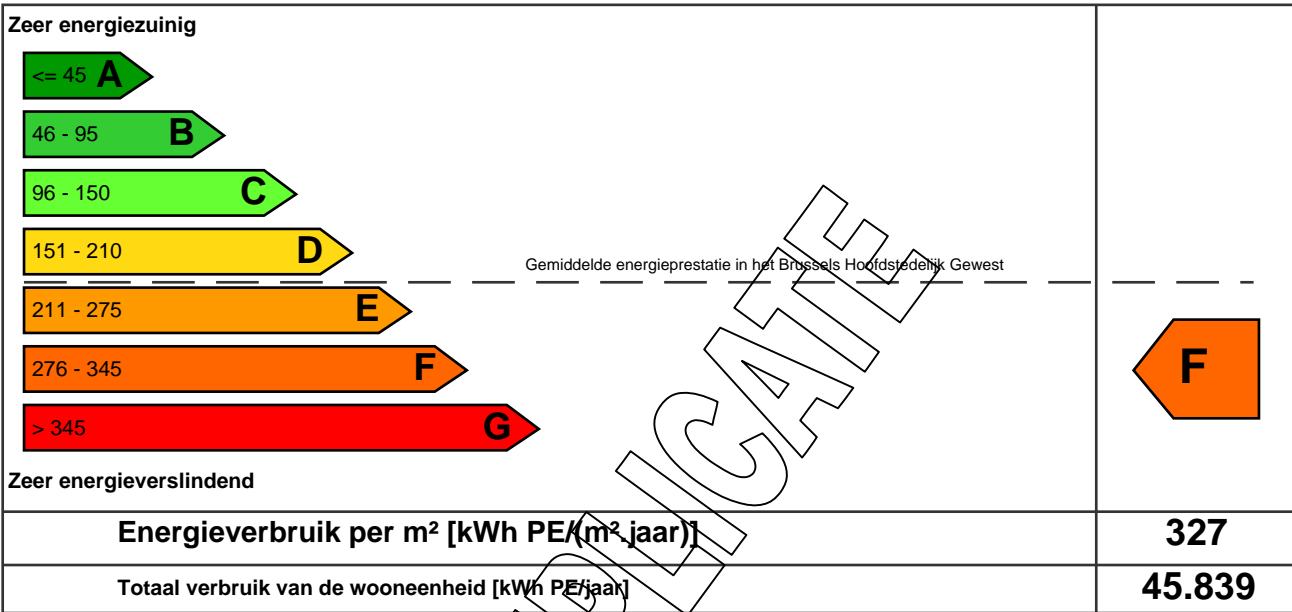 Zeer energiezuinig
<= 45 A
46 - 95 B
96 - 150 C
151 - 210 D
Gemiddelde energieprestatie in het Brussels Hoofdstedelijk Gewest
211 - 275 E
276 - 345 F
F
> 345 G
Zeer energieverslindend
Energieverbruik per m² [kWh PE/(m².jaar)] 327
Totaal verbruik van de wooneenheid [kWh PE/jaar] 45.839
PLICATE